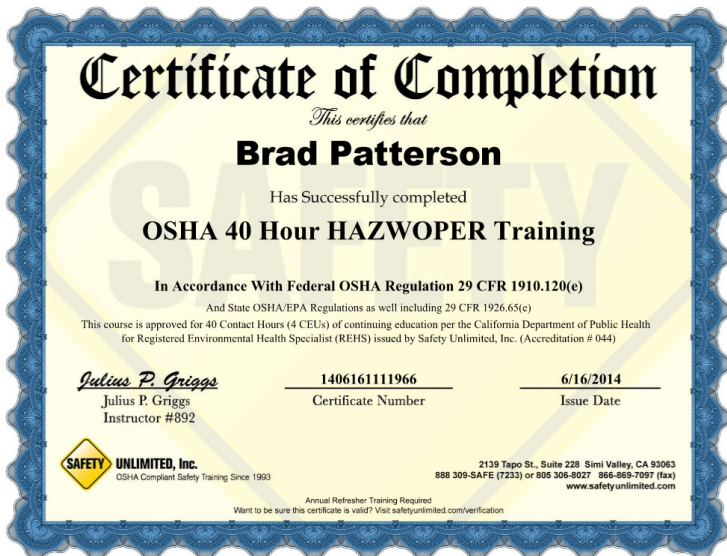 Certificate of Completion
This certifies that
Brad Patterson
Has Successfully completed
OSHA 40 Hour HAZWOPER Training
In Accordance With Federal OSHA Regulation 29 CFR 1910.120(e)
And State OSHA/EPA Regulations as well including 29 CFR 1926.65(e)
This course is approved for 40 Contact Hours (4 CEUs) of continuing education per the California Department of Public Health
for Registered Environmental Health Specialist (REHS) issued by Safety Unlimited, Inc. (Accreditation # 044)
Julius P. Griggs
Julius P. Griggs
Instructor #892
1406161111966
Certificate Number
6/16/2014
Issue Date
SAFETY
SAFETY UNLIMITED, Inc.
OSHA Compliant Safety Training Since 1993
2139 Tapo St., Suite 228 Simi Valley, CA 93063
888 309-SAFE (7233) or 805 306-8027 866-869-7097 (fax)
www.safetyunlimited.com
Annual Refresher Training Required
Want to be sure this certificate is valid? Visit safetyunlimited.com/verification